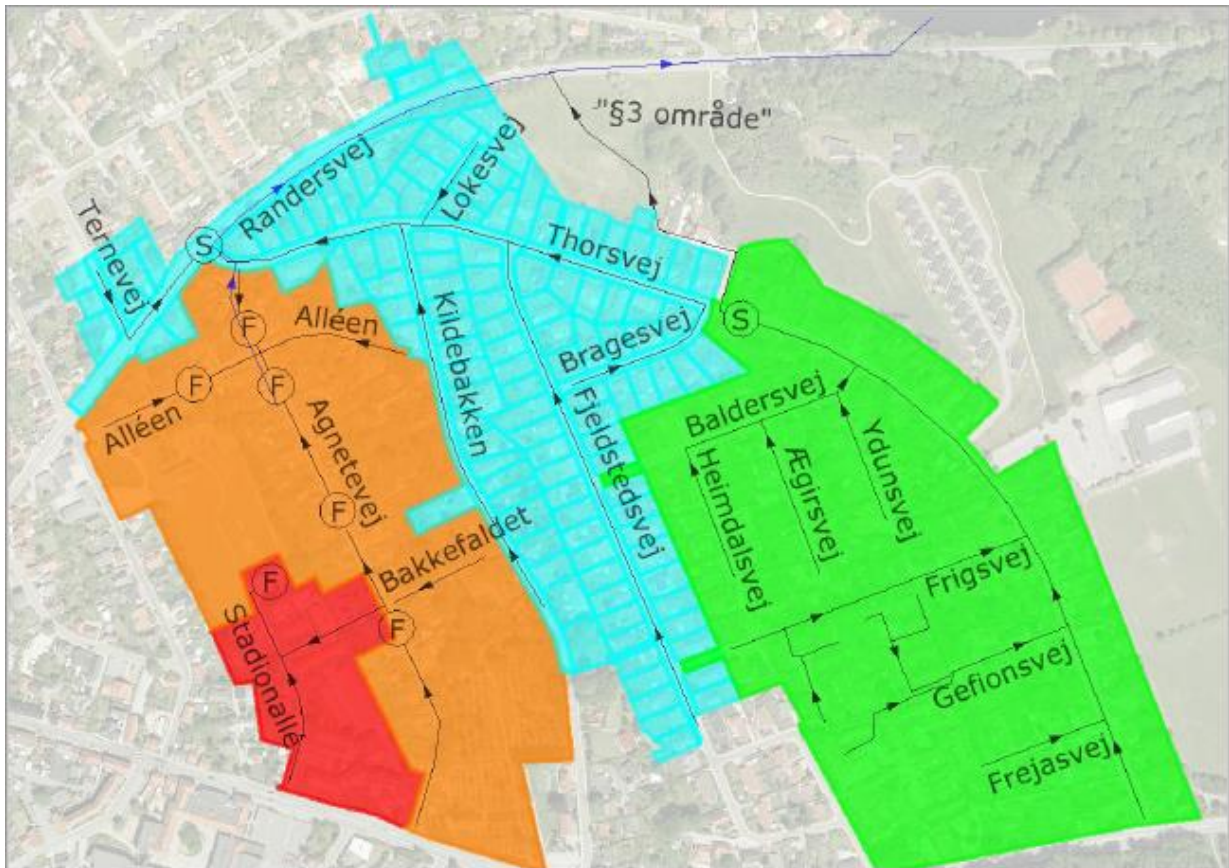 "§3 område"
Randersvej
Lokesvej
Ternevej
S
Thorsvej
S
F
Alléen
Kildebakken
Bragesvej
F
F
Alléen
Agnetevej
Fjeldstedsvej
Baldersvej
Heimdalsvej
Ægirsvej
Ydunsvej
F
Bakkefaldet
Frigsvej
F
Stadionallé
F
Gefionsvej
Frejasvej